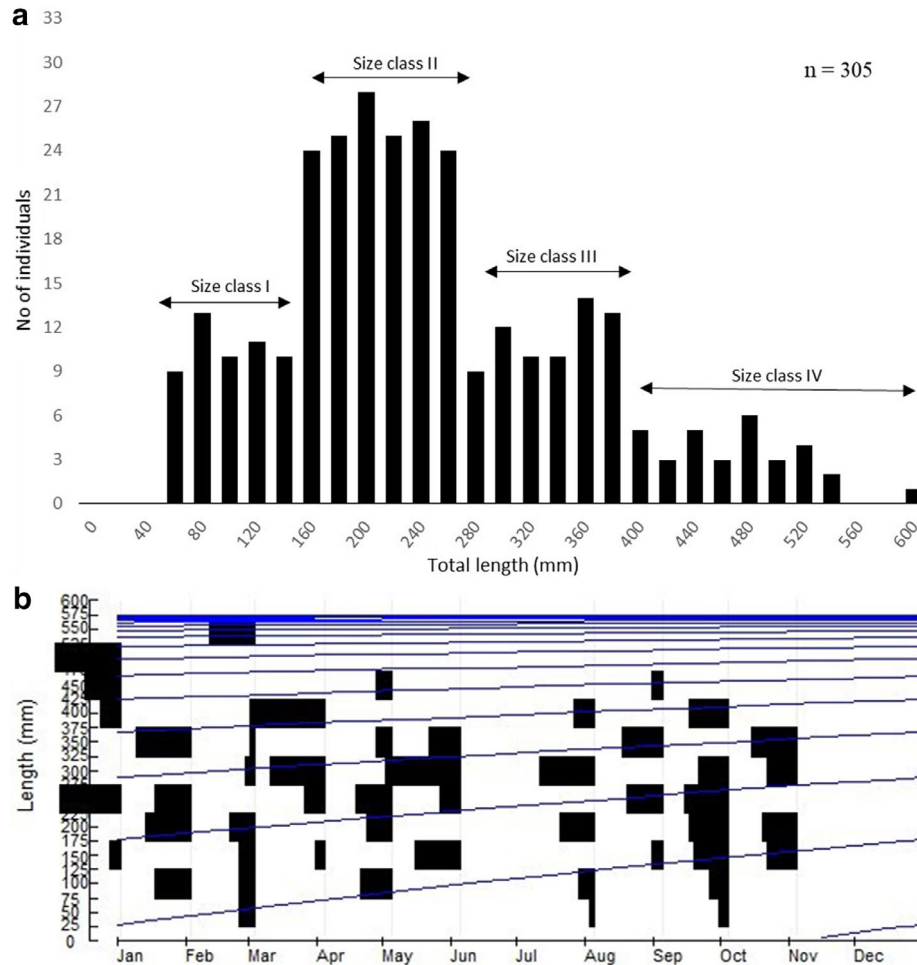 a
33
30
27
24
21
18
15
12
9
6
3
0
No of individuals
n = 305
Size class I
Size class II
Size class III
Size class IV
0 40 80 120 160 200 240 280 320 360 400 440 480 520 560 600
Total length (mm)
b
600
575
550
450
425
400
375
350
325
300
200
175
150
125
100
75
50
25
0
Length (mm)
Jan Feb Mar Apr May Jun Jul Aug Sep Oct Nov Dec